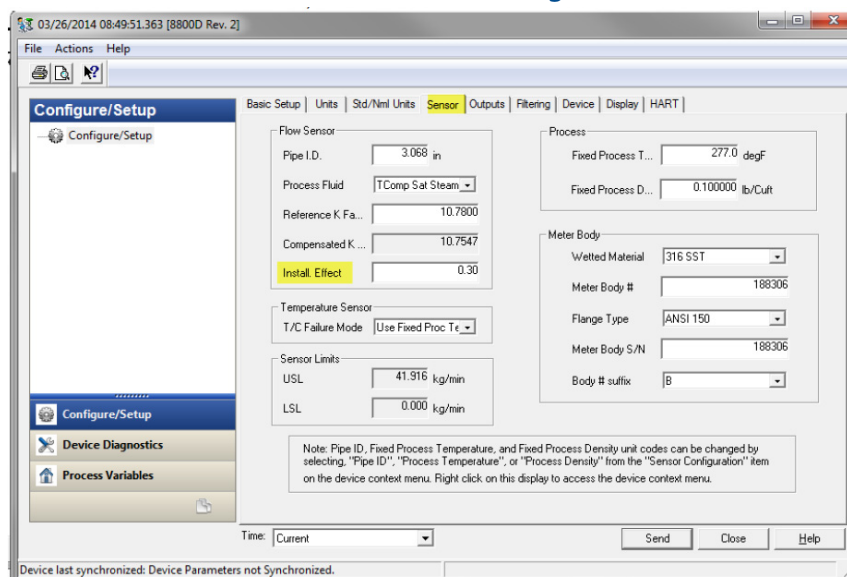 03/26/2014 08:49:51.363 [8800D Rev. 2]
File Actions Help
Configure/Setup
Configure/Setup
Configure/Setup
Device Diagnostics
Process Variables
Basic Setup Units Std/Nml Units Sensor Outputs Filtering Device Display HART
Flow Sensor
Pipe I.D. 3.068 in
Process Fluid TComp Sat Steam
Reference K Fa... 10.7800
Compensated K ... 10.7547
Install. Effect 0.30
Temperature Sensor
T/C Failure Mode Use Fixed Proc Te
Sensor Limits
USL 41.916 kg/min
LSL 0.000 kg/min
Process
Fixed Process T... 277.0 degF
Fixed Process D... 0.100000 lb/Cuft
Meter Body
Wetted Material 316 SST
Meter Body # 188306
Flange Type ANSI 150
Meter Body S/N 188306
Body # suffix B
Note: Pipe ID, Fixed Process Temperature, and Fixed Process Density unit codes can be changed by
selecting, "Pipe ID", "Process Temperature", or "Process Density" from the "Sensor Configuration" item
on the device context menu. Right click on this display to access the device context menu.
Time: Current Send Close Help
Device last synchronized: Device Parameters not Synchronized.